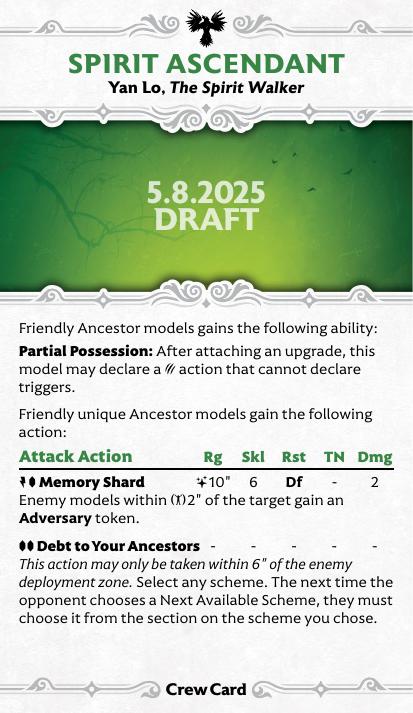 SPIRIT ASCENDANT
Yan Lo, The Spirit Walker
5.8.2025
DRAFT
Friendly Ancestor models gains the following ability:
Partial Possession: After attaching an upgrade, this
model may declare a action that cannot declare
triggers.
Friendly unique Ancestor models gain the following
action:
Attack Action Rg Skl Rst TN Dmg
Memory Shard 10" 6 Df - 2
Enemy models within 2" of the target gain an
Adversary token.
Debt to Your Ancestors - - - - -
This action may only be taken within 6" of the enemy
deployment zone. Select any scheme. The next time the
opponent chooses a Next Available Scheme, they must
choose it from the section on the scheme you chose.
Crew Card